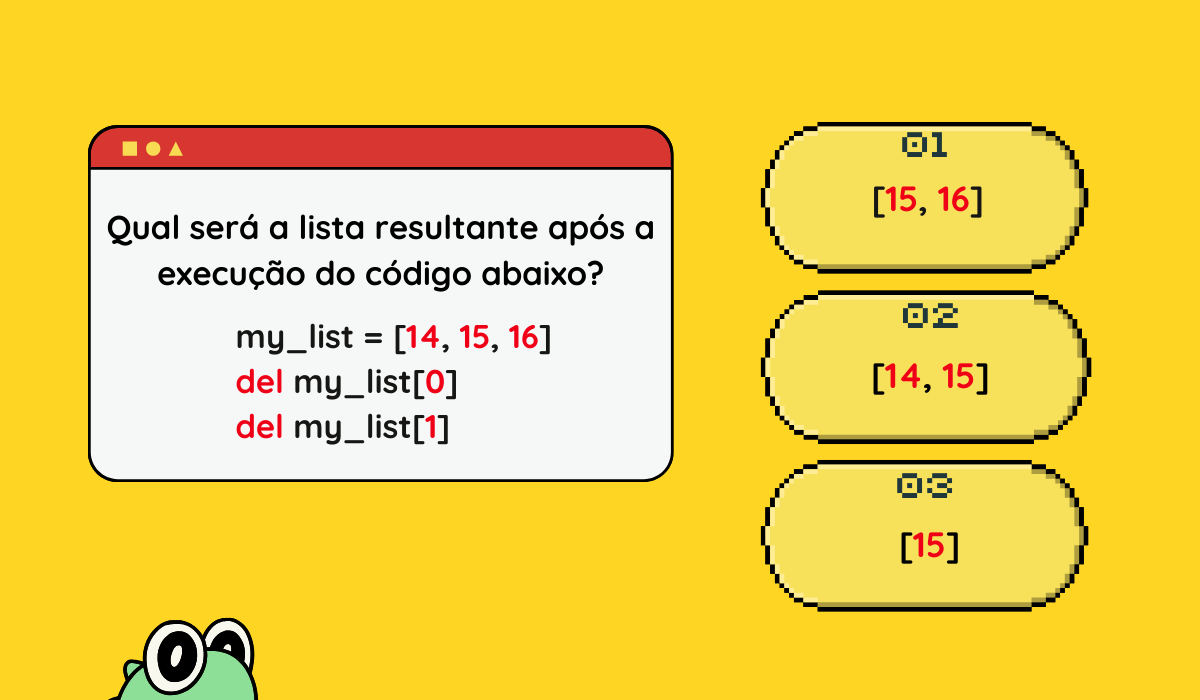 Qual será a lista resultante após a
execução do código abaixo?
my_list = [14, 15, 16]
del my_list[0]
del my_list[1]
01
[15, 16]
02
[14, 15]
03
[15]